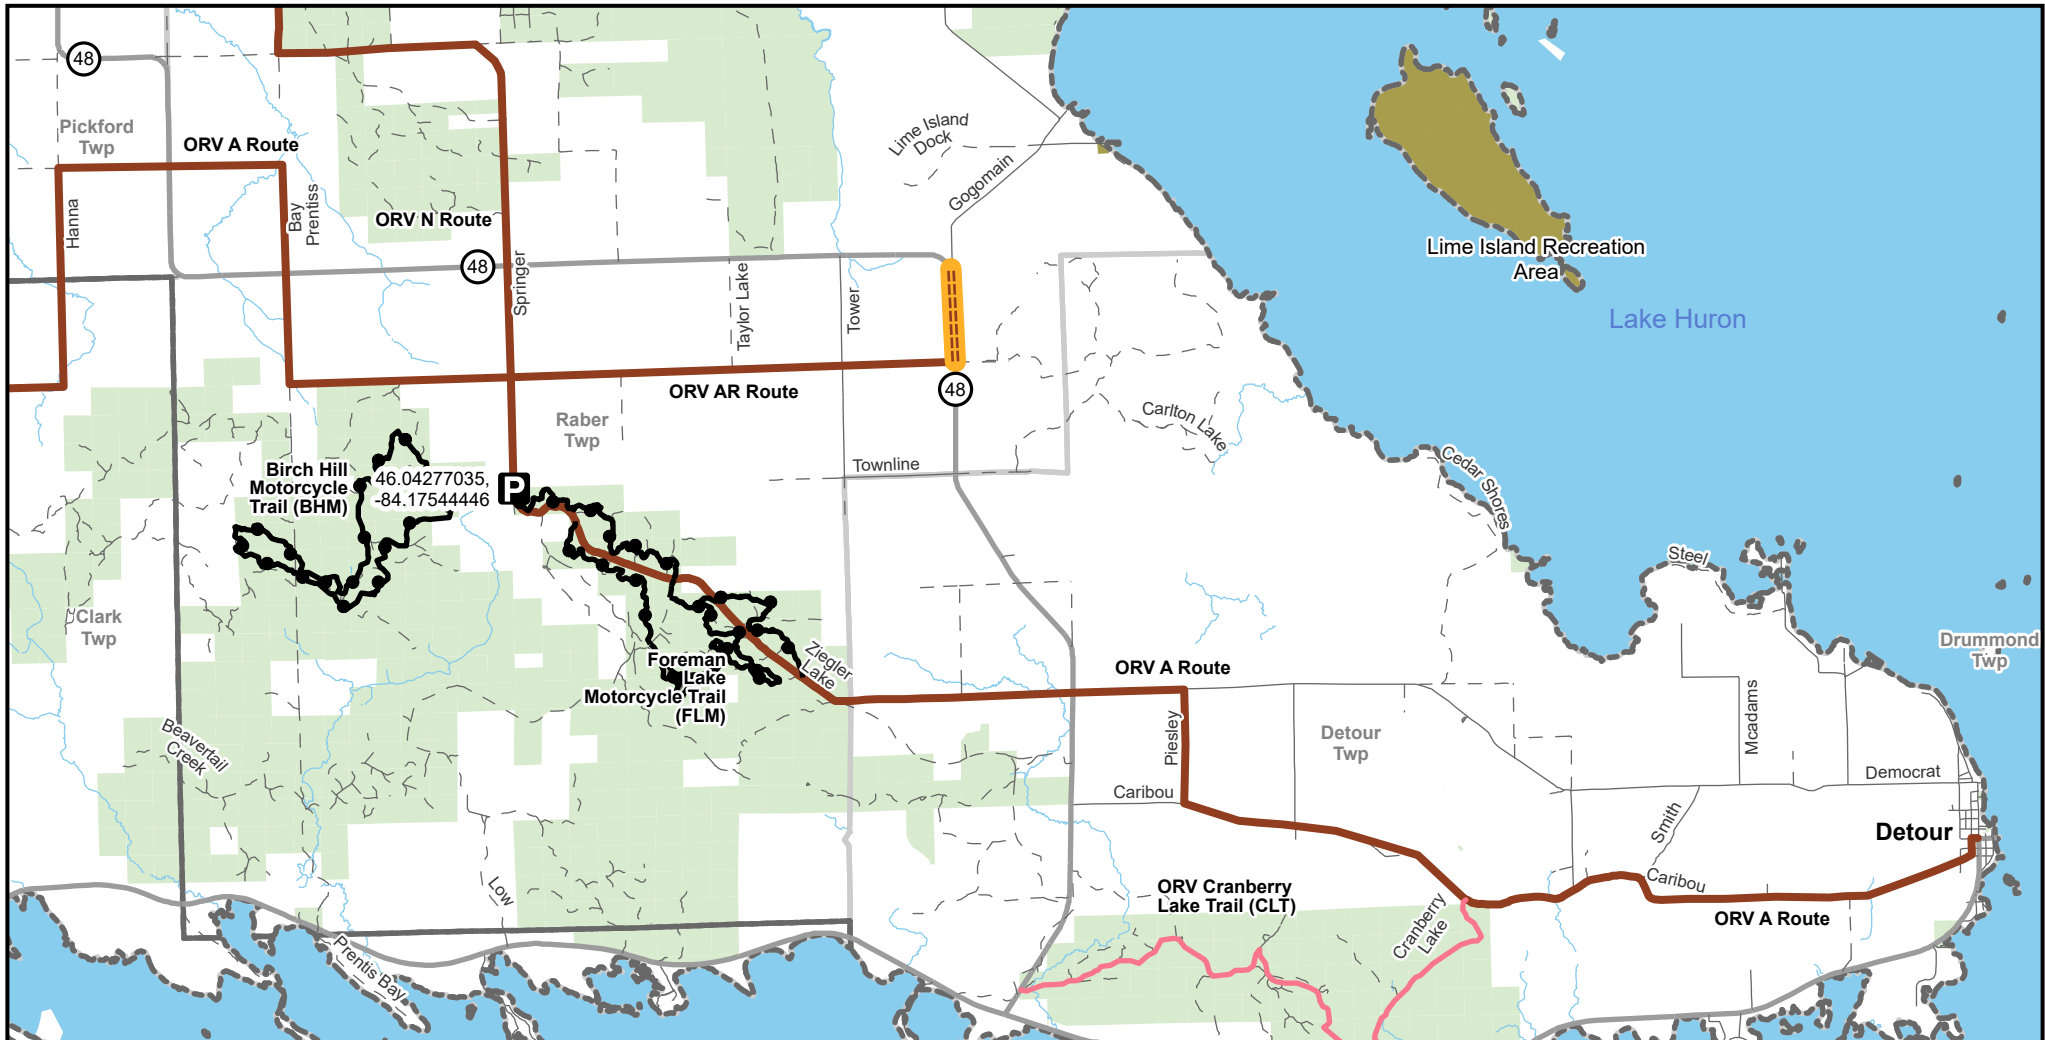 48
Pickford
Twp
ORV A Route
Hanna
Bay
Prentiss
ORV N Route
48
Springer
Lime Island
Dock
Gogomain
Taylor Lake
Tower
ORV AR Route
48
Lime Island Recreation
Area
Lake Huron
Raber
Twp
Carlton Lake
Townline
Cedar Shores
Birch Hill
Motorcycle
Trail (BHM)
46.04277035,
-84.17544446
P
Steel
Clark
Twp
Drummond
Twp
Foreman
Lake
Motorcycle Trail
(FLM)
Ziegler
Lake
ORV A Route
Piesley
Detour
Twp
Mcadams
Beavertail
Creek
Caribou
Democrat
Smith
Detour
Low
ORV Cranberry
Lake Trail (CLT)
Cranberry
Lake
Caribou
ORV A Route
Prentis Bay